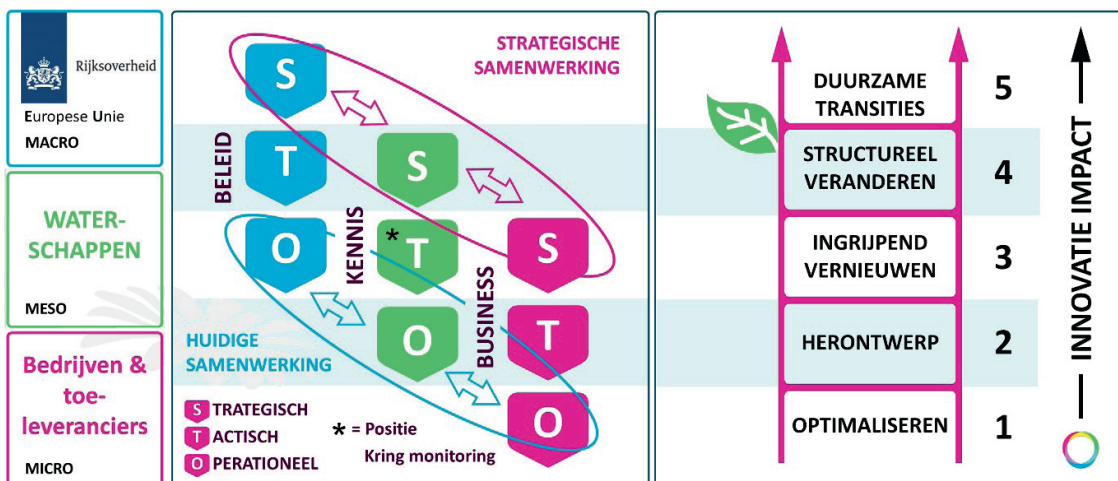 Rijksoverheid
Europese Unie
MACRO
WATER-
SCHAPPEN
MESO
Bedrijven &
toe-
leveranciers
MICRO
STRATEGISCHE
SAMENWERKING
S
T
O
BELEID
S
*T
O
KENNIS
S
T
O
BUSINESS
HUIDIGE
SAMENWERKING
S TRATEGISCH
T ACTISCH
O PERATIONEEL
* = Positie
Kring monitoring
DUURZAME
TRANSITIES
5
STRUCTUREEL
VERANDEREN
4
INGRIJPEND
VERNIEUWEN
3
HERONTWERP
2
OPTIMALISEREN
1
INNOVATIE IMPACT